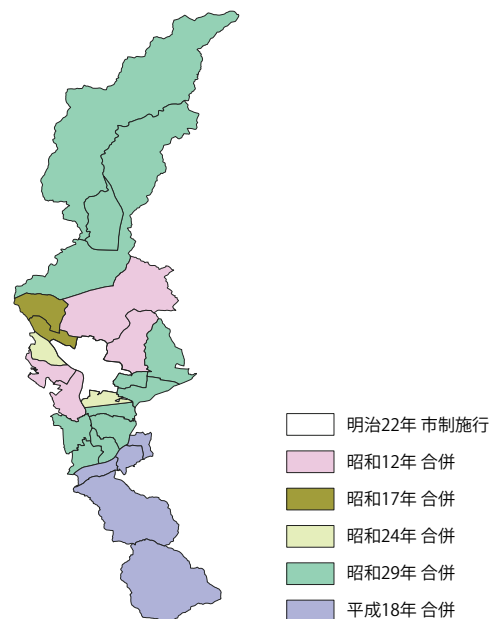 明治22年 市制施行
昭和12年 合併
昭和17年 合併
昭和24年 合併
昭和29年 合併
平成18年 合併